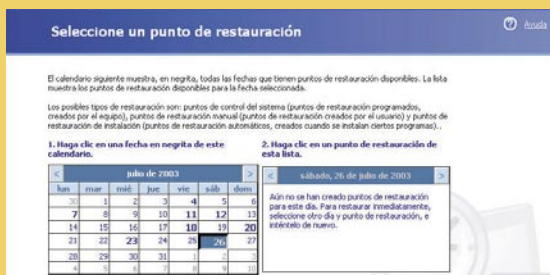 Seleccione un punto de restauración
Ayuda
El calendario siguiente muestra, en negrita, todas las fechas que tienen puntos de restauración disponibles. La lista
muestra los puntos de restauración disponibles para la fecha seleccionada.
Los posibles tipos de restauración son: puntos de control del sistema (puntos de restauración programados,
creados por el equipo), puntos de restauración manual (puntos de restauración creados por el usuario) y puntos de
restauración de instalación (puntos de restauración automáticos, creados cuando se instalan ciertos programas)..
1. Haga clic en una fecha en negrita de este
calendario.
2. Haga clic en un punto de restauración de
esta lista.
< julio de 2003 >
lun mar mié jue vie sáb dom
30 1 2 3 4 5 6
7 8 9 10 11 12 13
14 15 16 17 18 19 20
21 22 23 24 25 26 27
28 29 30 31 1 2 3
4 5 6 7 8 9 10
< sábado, 26 de julio de 2003 >
Aún no se han creado puntos de restauración
para este día. Para restaurar inmediatamente,
seleccione otro día y punto de restauración, e
inténtelo de nuevo.